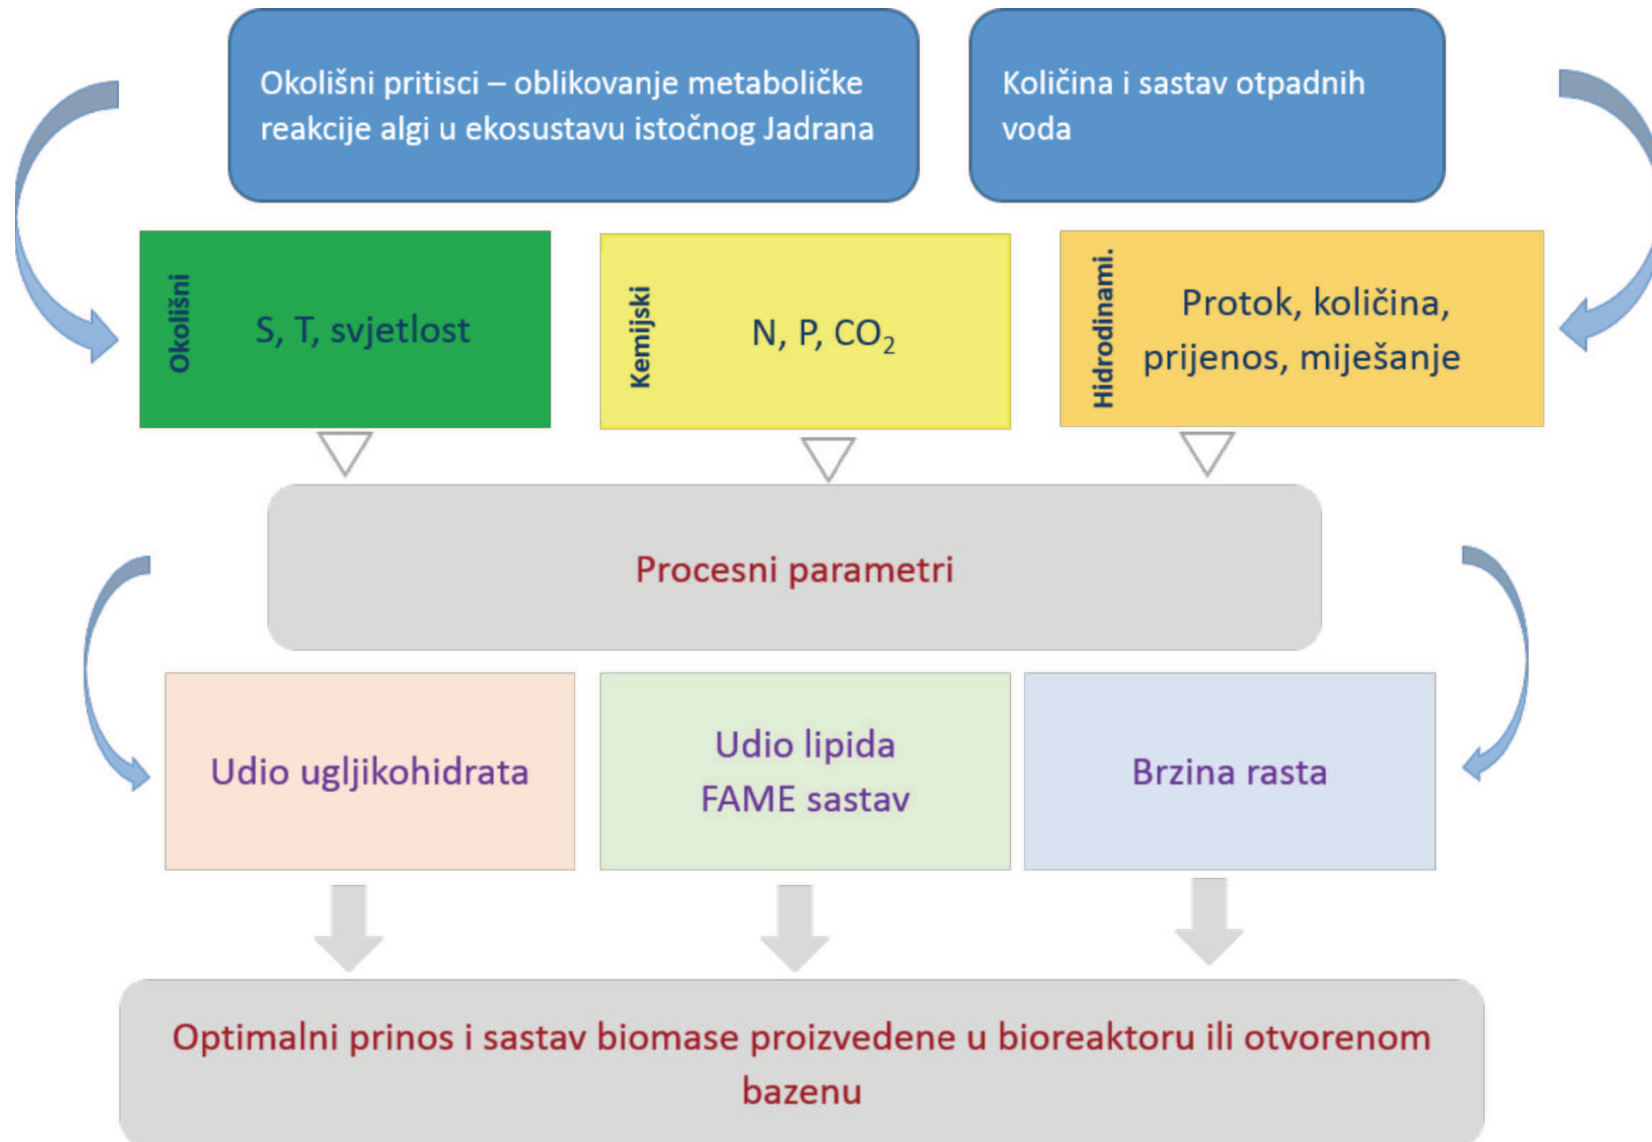 Okolišni pritisci – oblikovanje metaboličke
reakcije algi u ekosustavu istočnog Jadrana
Količina i sastav otpadnih
voda
Okolišni
S, T, svjetlost
Kemijski
N, P, CO₂
Hidrodinami.
Protok, količina,
prijenos, miješanje
Procesni parametri
Udio ugljikohidrata
Udio lipida
FAME sastav
Brzina rasta
Optimalni prinos i sastav biomase proizvedene u bioreaktoru ili otvorenom
bazenu